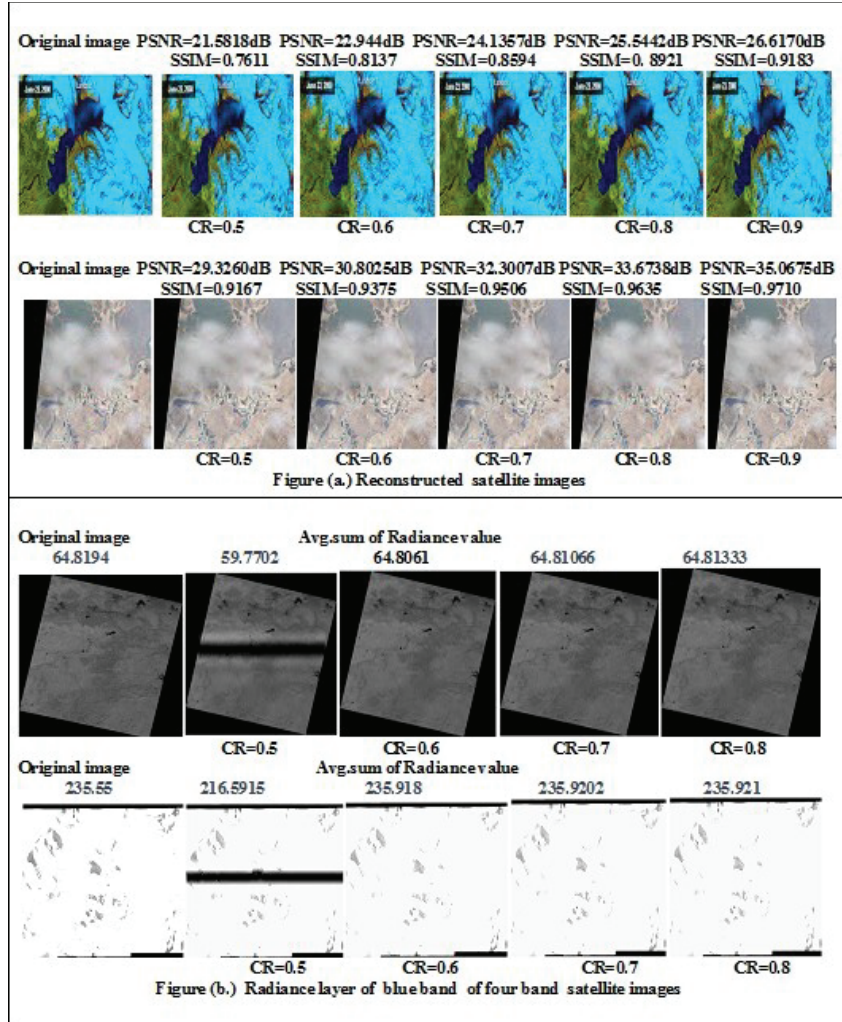 Original image PSNR=21.5818dB PSNR=22.944dB PSNR=24.1357dB PSNR=25.5442dB PSNR=26.6170dB
SSIM=0.7611 SSIM=0.8137 SSIM=0.8594 SSIM=0. 8921 SSIM=0.9183
CR=0.5 CR=0.6 CR=0.7 CR=0.8 CR=0.9
Original image PSNR=29.3260dB PSNR=30.8025dB PSNR=32.3007dB PSNR=33.6738dB PSNR=35.0675dB
SSIM=0.9167 SSIM=0.9375 SSIM=0.9506 SSIM=0.9635 SSIM=0.9710
CR=0.5 CR=0.6 CR=0.7 CR=0.8 CR=0.9
Figure (a.) Reconstructed satellite images
Original image Avg.sum of Radiance value
64.8194 59.7702 64.8061 64.81066 64.81333
CR=0.5 CR=0.6 CR=0.7 CR=0.8
Original image Avg.sum of Radiance value
235.55 216.5915 235.918 235.9202 235.921
CR=0.5 CR=0.6 CR=0.7 CR=0.8
Figure (b.) Radiance layer of blue band of four band satellite images